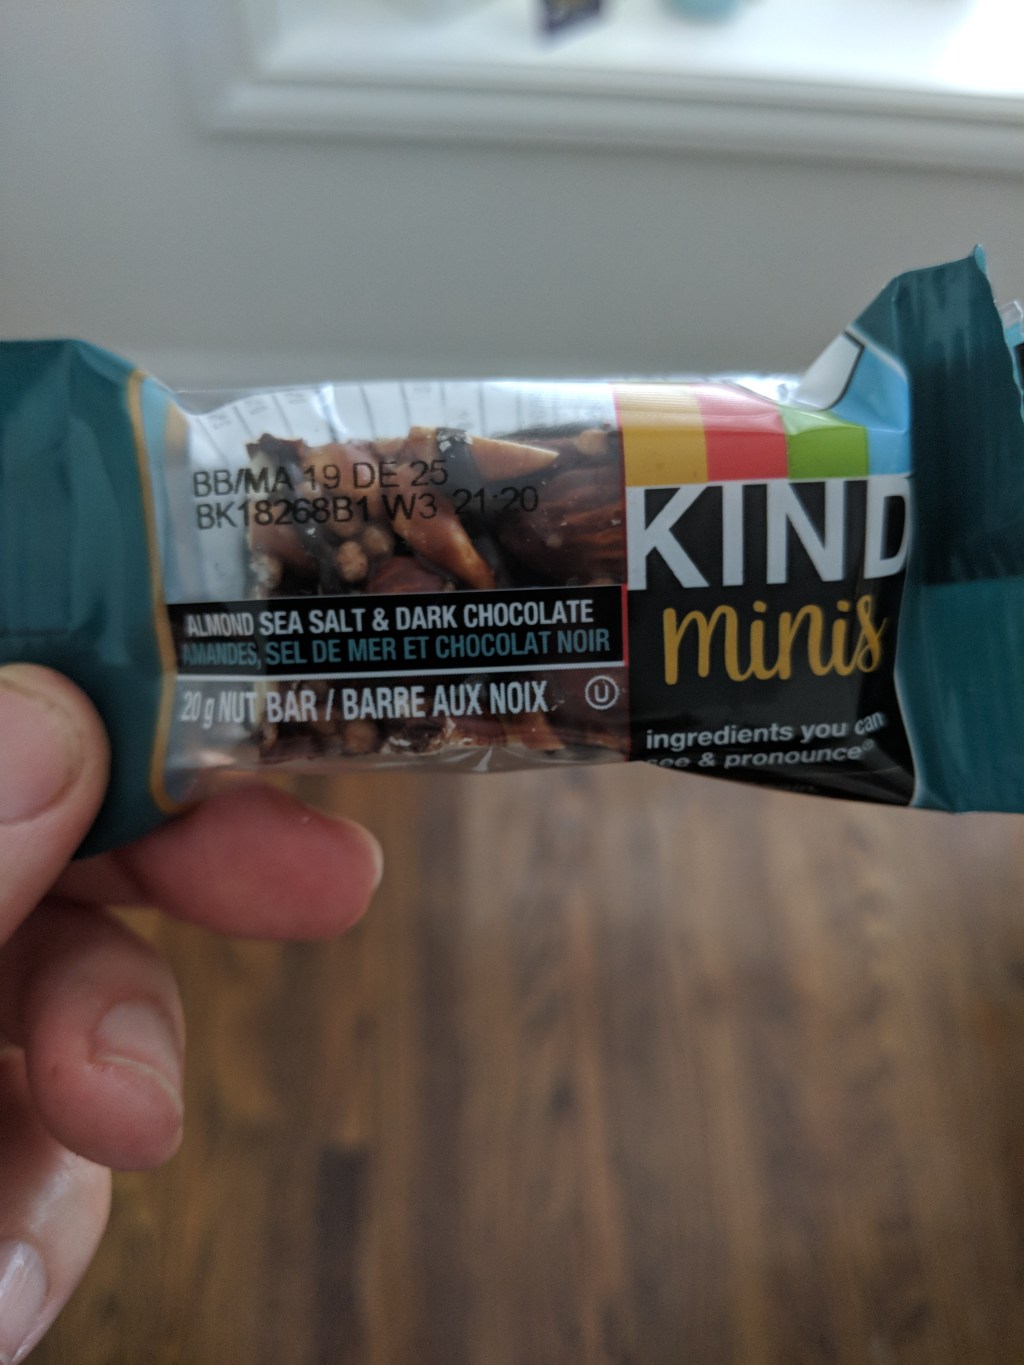 BB/MA 19 DE 25
BK18268B1 W3 21:20
ALMOND SEA SALT & DARK CHOCOLATE
AMANDES, SEL DE MER ET CHOCOLAT NOIR
20 g NUT BAR / BARRE AUX NOIX
U
KIND
minis
ingredients you can
see & pronounce®